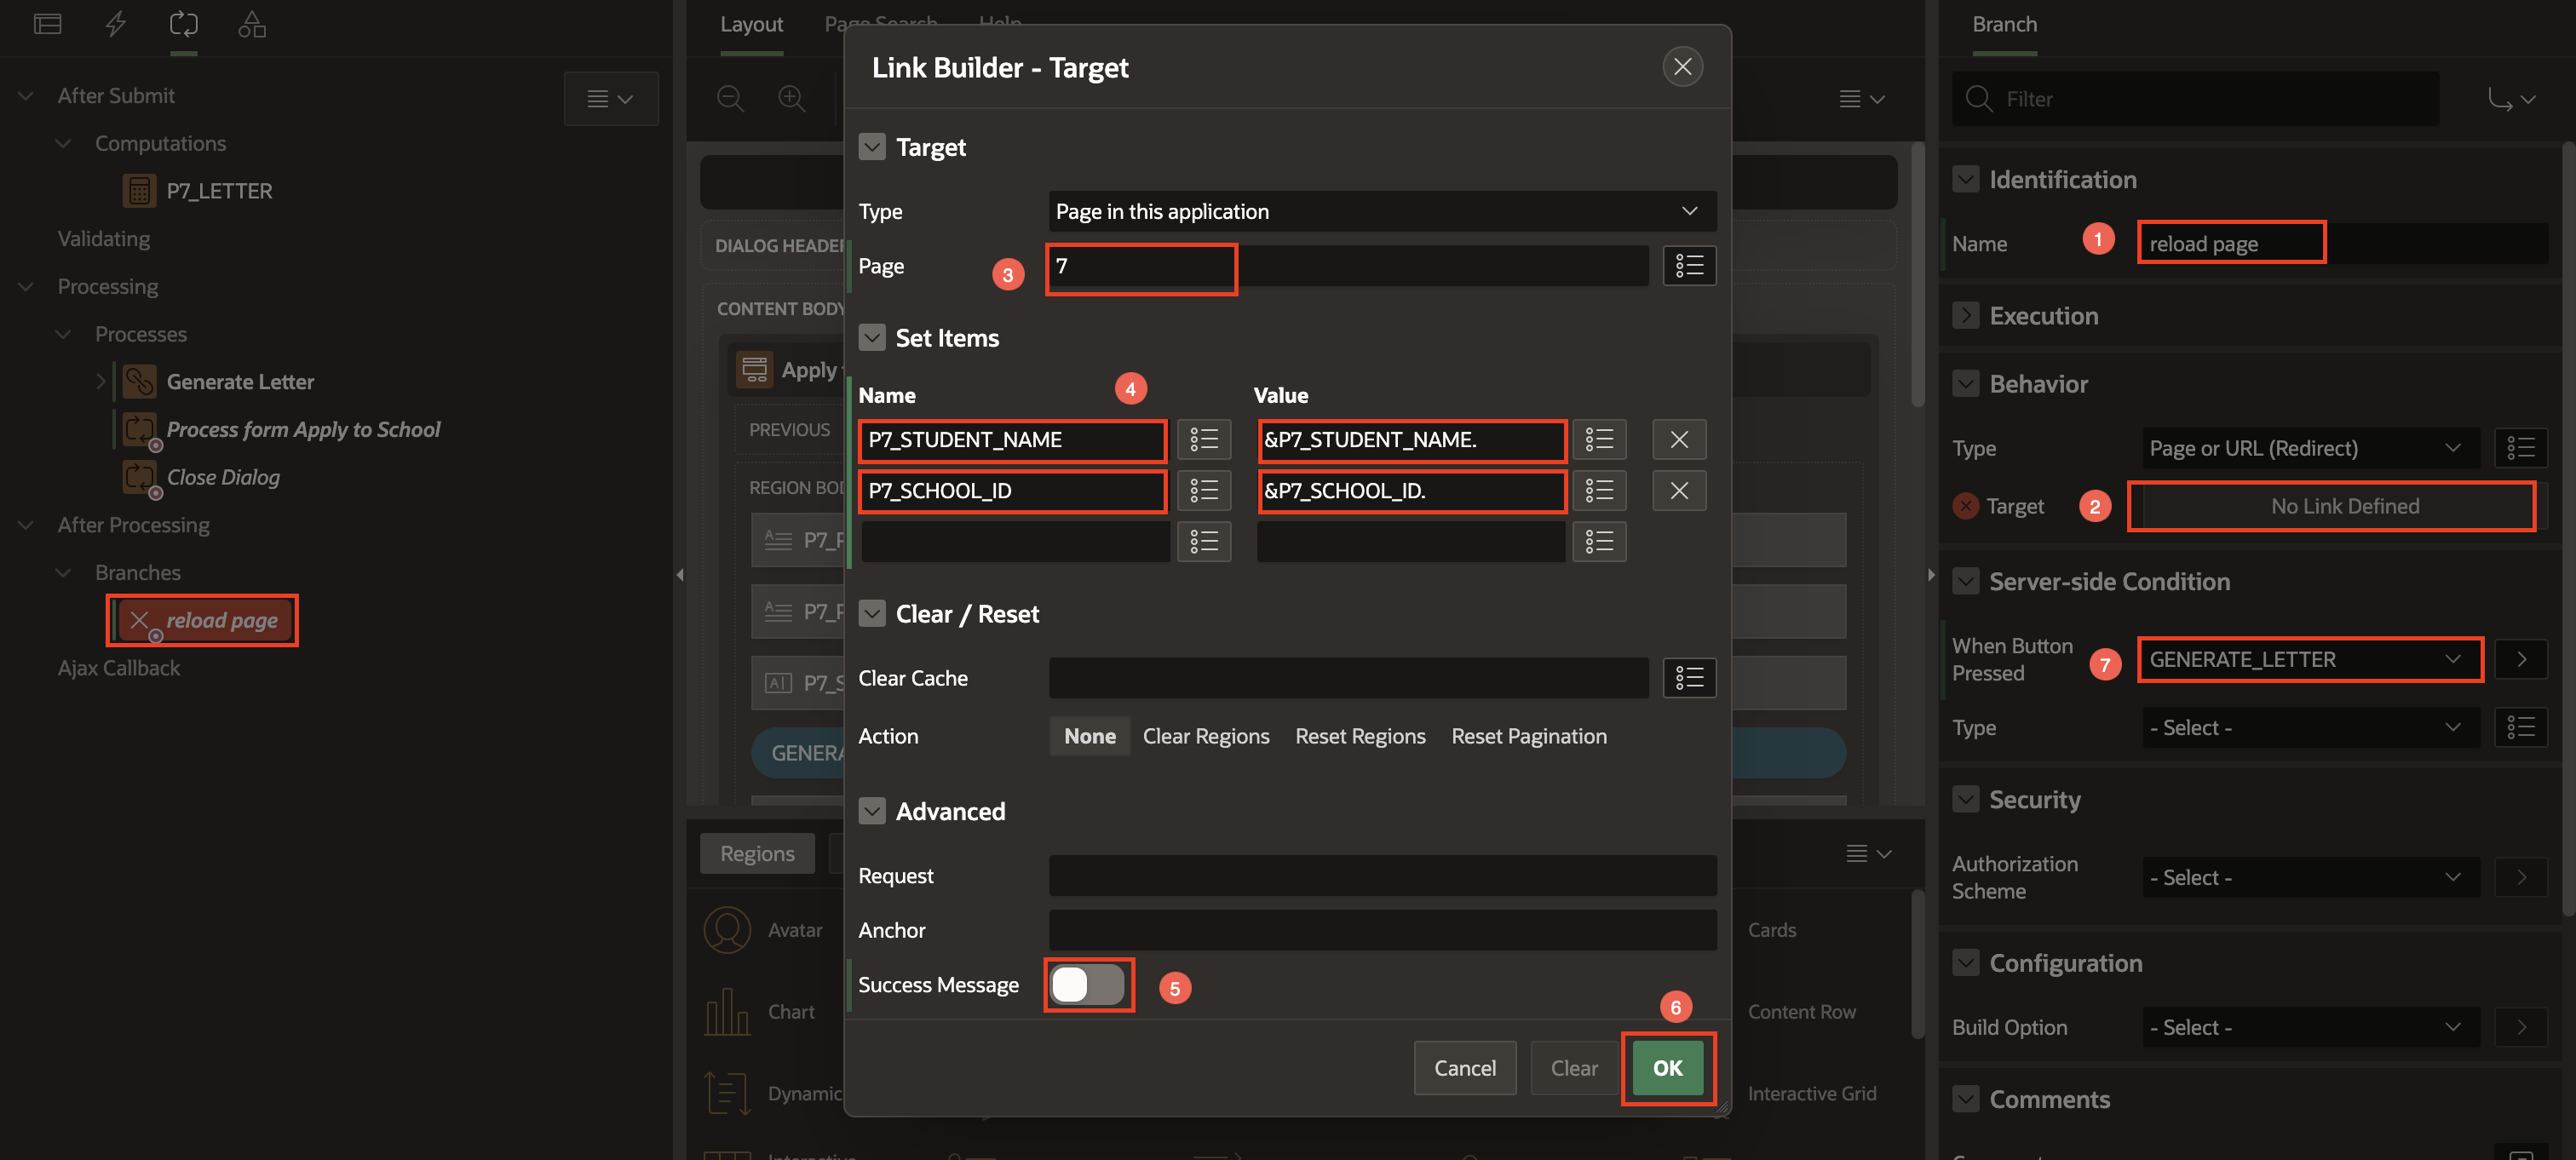 After Submit
Computations
P7_LETTER
Validating
Processing
Processes
Generate Letter
Process form Apply to School
Close Dialog
After Processing
Branches
reload page
Ajax Callback
Layout
Page Search
Help
DIALOG HEADER
CONTENT BODY
Apply
PREVIOUS
REGION BOD
P7_F
P7_F
P7_S
GENERA
Regions
Avatar
Chart
Dynamic
Interactive
Cards
Content Row
Interactive Grid
Link Builder - Target
Target
Type
Page in this application
Page
3
7
Set Items
Name
4
Value
P7_STUDENT_NAME
&P7_STUDENT_NAME.
P7_SCHOOL_ID
&P7_SCHOOL_ID.
Clear / Reset
Clear Cache
Action
None
Clear Regions
Reset Regions
Reset Pagination
Advanced
Request
Anchor
Success Message
5
6
Cancel
Clear
OK
Branch
Filter
Identification
Name
1
reload page
Execution
Behavior
Type
Page or URL (Redirect)
Target
2
No Link Defined
Server-side Condition
When Button
Pressed
7
GENERATE_LETTER
Type
- Select -
Security
Authorization
Scheme
- Select -
Configuration
Build Option
- Select -
Comments